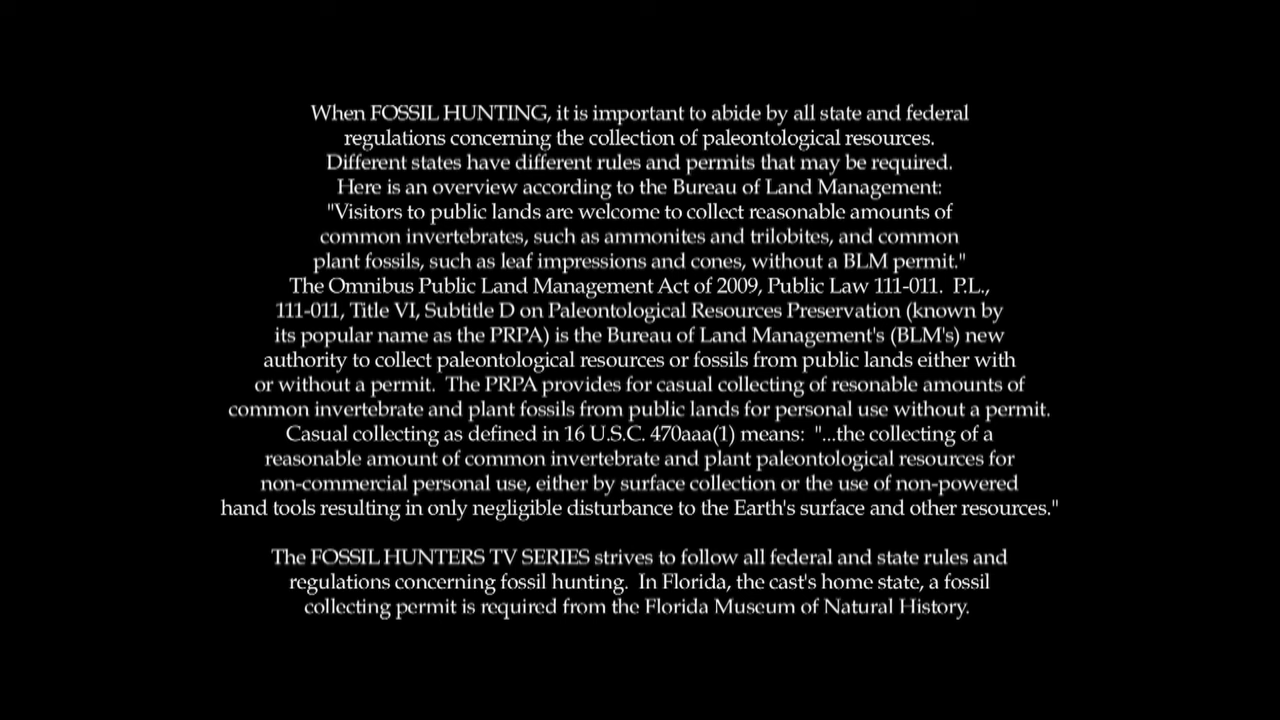 When FOSSIL HUNTING, it is important to abide by all state and federal
regulations concerning the collection of paleontological resources.
Different states have different rules and permits that may be required.
Here is an overview according to the Bureau of Land Management:
"Visitors to public lands are welcome to collect reasonable amounts of
common invertebrates, such as ammonites and trilobites, and common
plant fossils, such as leaf impressions and cones, without a BLM permit."
The Omnibus Public Land Management Act of 2009, Public Law 111-011.  P.L.,
111-011, Title VI, Subtitle D on Paleontological Resources Preservation (known by
its popular name as the PRPA) is the Bureau of Land Management's (BLM's) new
authority to collect paleontological resources or fossils from public lands either with
or without a permit.  The PRPA provides for casual collecting of resonable amounts of
common invertebrate and plant fossils from public lands for personal use without a permit.
Casual collecting as defined in 16 U.S.C. 470aaa(1) means:  "...the collecting of a
reasonable amount of common invertebrate and plant paleontological resources for
non-commercial personal use, either by surface collection or the use of non-powered
hand tools resulting in only negligible disturbance to the Earth's surface and other resources."
The FOSSIL HUNTERS TV SERIES strives to follow all federal and state rules and
regulations concerning fossil hunting.  In Florida, the cast's home state, a fossil
collecting permit is required from the Florida Museum of Natural History.